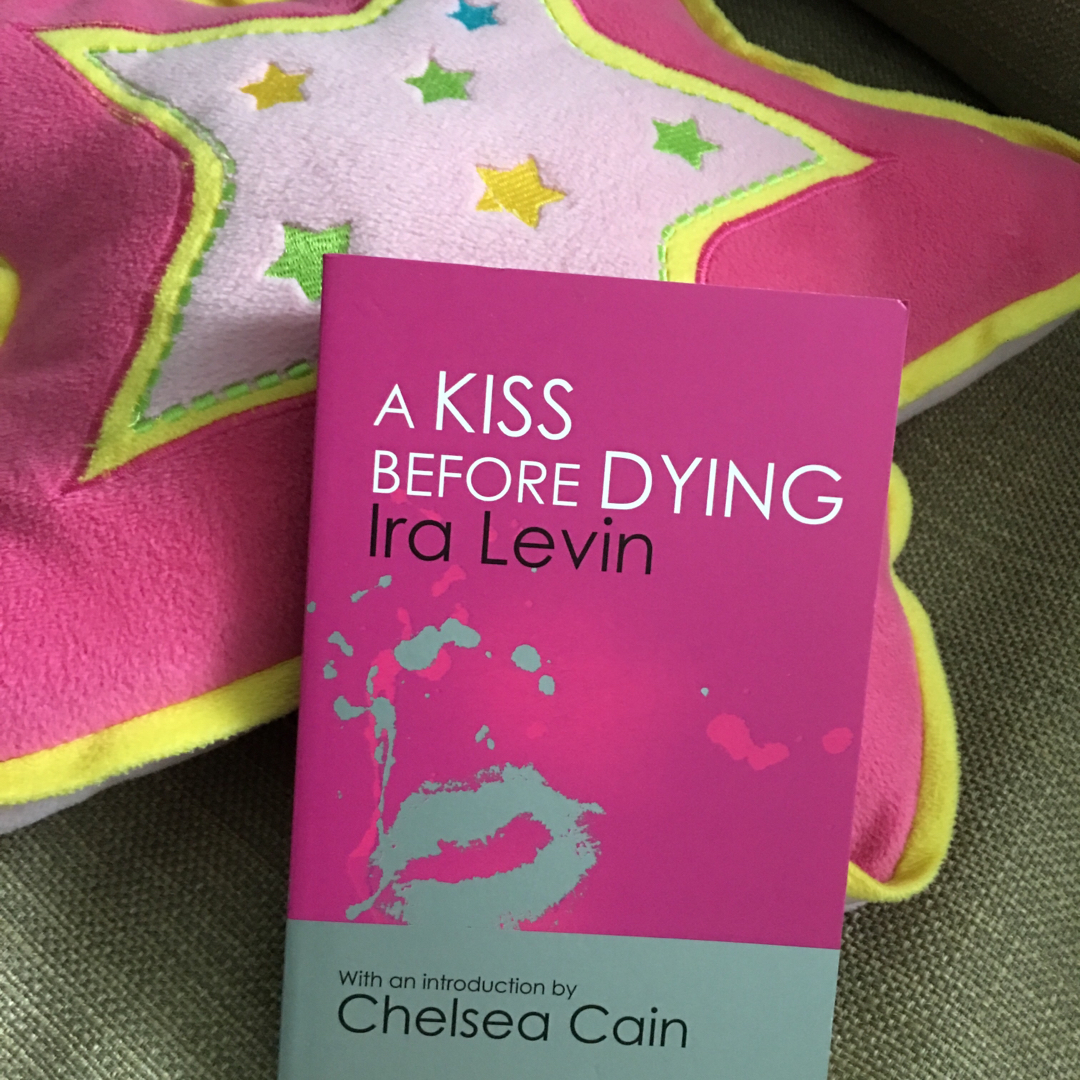 A KISS
BEFORE DYING
Ira Levin
With an introduction by
Chelsea Cain